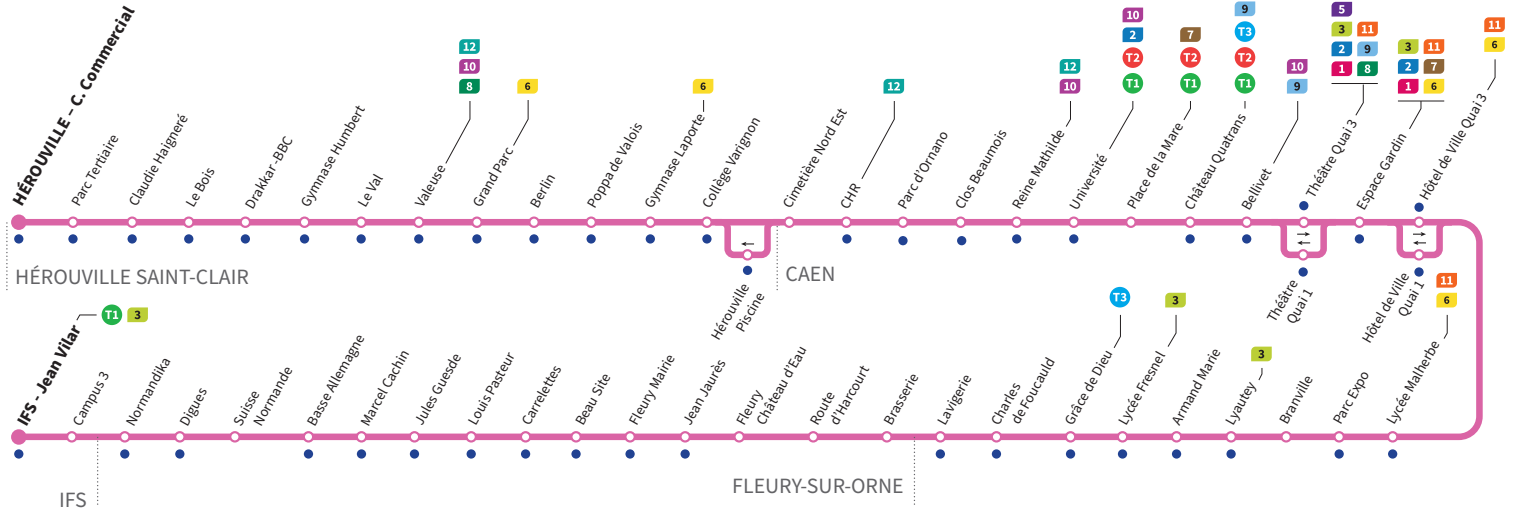 HÉROUVILLE – C. Commercial
Parc Tertiaire
Claudie Haigneré
Le Bois
Drakkar-BBC
Gymnase Humbert
Le Val
Valeuse
12
10
8
Grand Parc
6
Berlin
Poppa de Valois
Gymnase Laporte
6
Collège Varignon
Hérouville
Piscine
Cimetière Nord Est
CHR
12
Parc d'Ornano
Clos Beaumois
Reine Mathilde
12
10
Université
10
2
T2
T1
Place de la Mare
7
T2
T1
Château Quatrans
9
T3
T2
T1
Bellivet
10
9
Théâtre Quai 3
5
3 11
2 9
1 8
Théâtre
Quai 1
Espace Gardin
3 11
2 7
1 6
Hôtel de Ville Quai 3
11
6
Hôtel de Ville
Quai 1
HÉROUVILLE SAINT-CLAIR
CAEN
IFS - Jean Vilar
T1 3
Campus 3
Normandika
Digues
Suisse
Normande
Basse Allemagne
Marcel Cachin
Jules Guesde
Louis Pasteur
Carrelettes
Beau Site
Fleury Mairie
Jean Jaurès
Fleury
Château d'Eau
Route
d'Harcourt
Brasserie
Lavigerie
Charles
de Foucauld
Grâce de Dieu
T3
Lycée Fresnel
3
Armand Marie
Lyautey
3
Branville
Parc Expo
Lycée Malherbe
11
6
IFS
FLEURY-SUR-ORNE